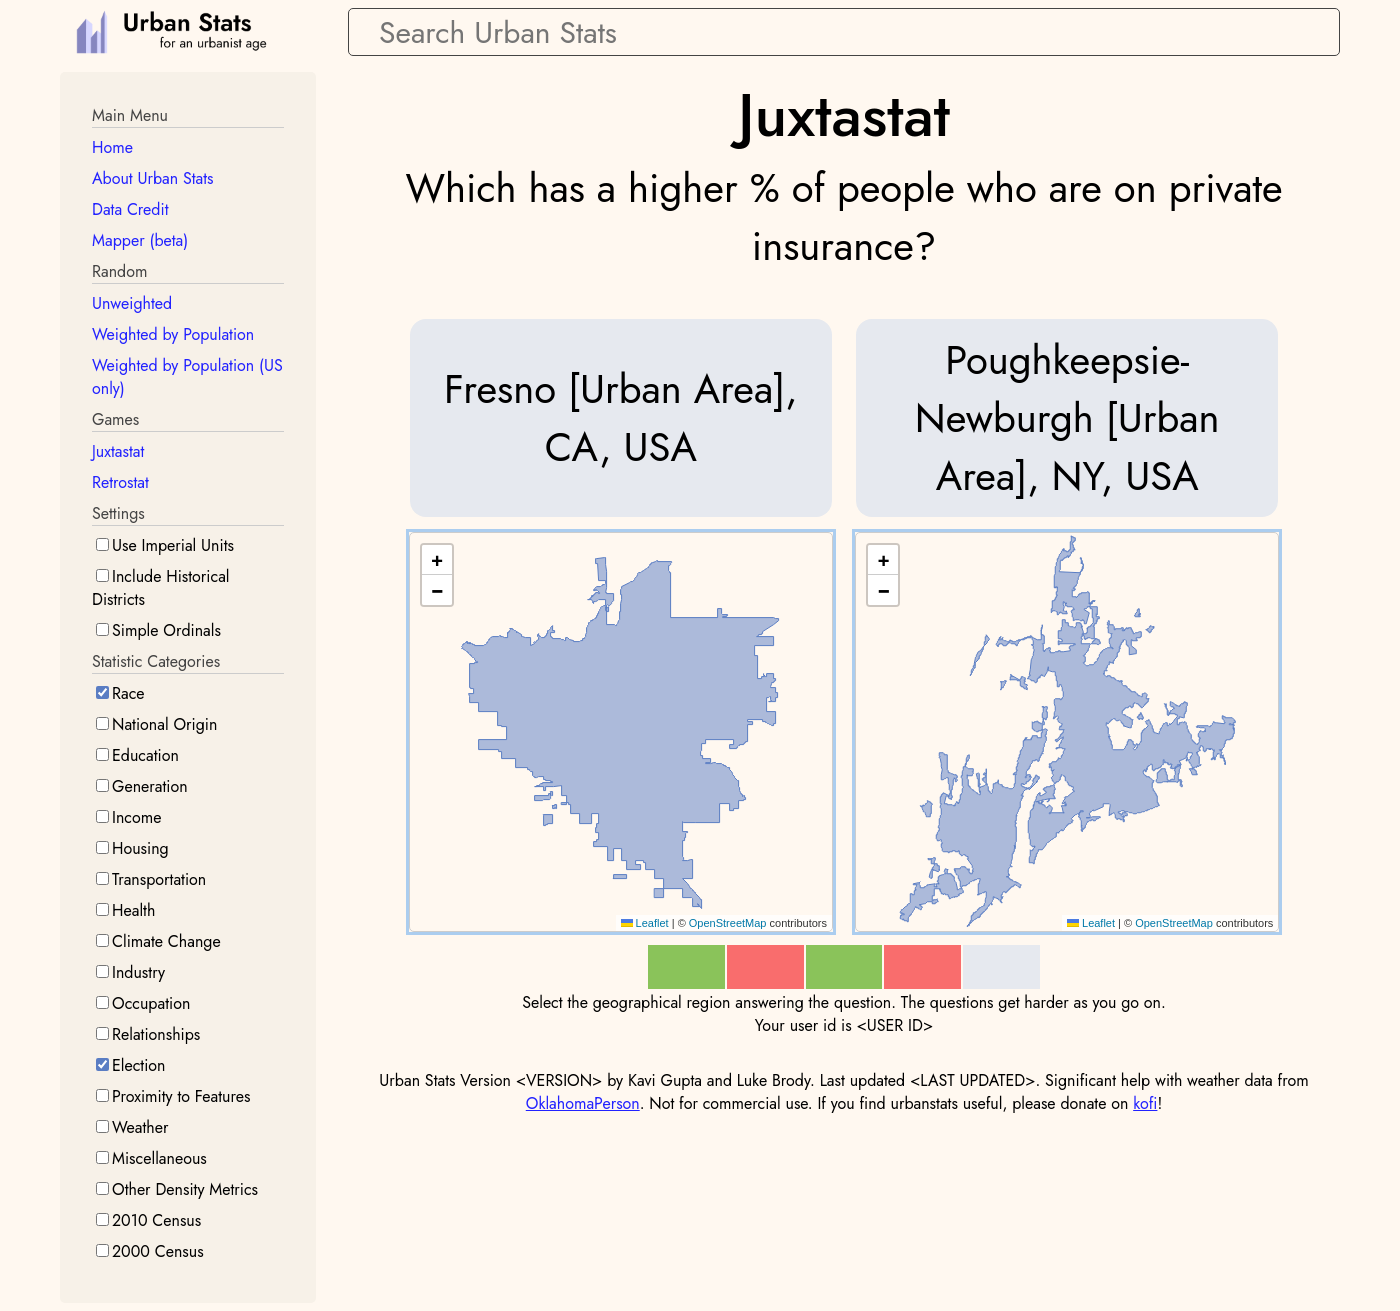 Urban Stats
for an urbanist age
Search Urban Stats
Main Menu
Home
About Urban Stats
Data Credit
Mapper (beta)
Random
Unweighted
Weighted by Population
Weighted by Population (US
only)
Games
Juxtastat
Retrostat
Settings
Use Imperial Units
Include Historical
Districts
Simple Ordinals
Statistic Categories
Race
National Origin
Education
Generation
Income
Housing
Transportation
Health
Climate Change
Industry
Occupation
Relationships
Election
Proximity to Features
Weather
Miscellaneous
Other Density Metrics
2010 Census
2000 Census
Juxtastat
Which has a higher % of people who are on private
insurance?
Fresno [Urban Area],
CA, USA
Poughkeepsie-
Newburgh [Urban
Area], NY, USA
+
−
Leaflet | © OpenStreetMap contributors
+
−
Leaflet | © OpenStreetMap contributors
Select the geographical region answering the question. The questions get harder as you go on.
Your user id is <USER ID>
Urban Stats Version <VERSION> by Kavi Gupta and Luke Brody. Last updated <LAST UPDATED>. Significant help with weather data from
OklahomaPerson. Not for commercial use. If you find urbanstats useful, please donate on kofi!